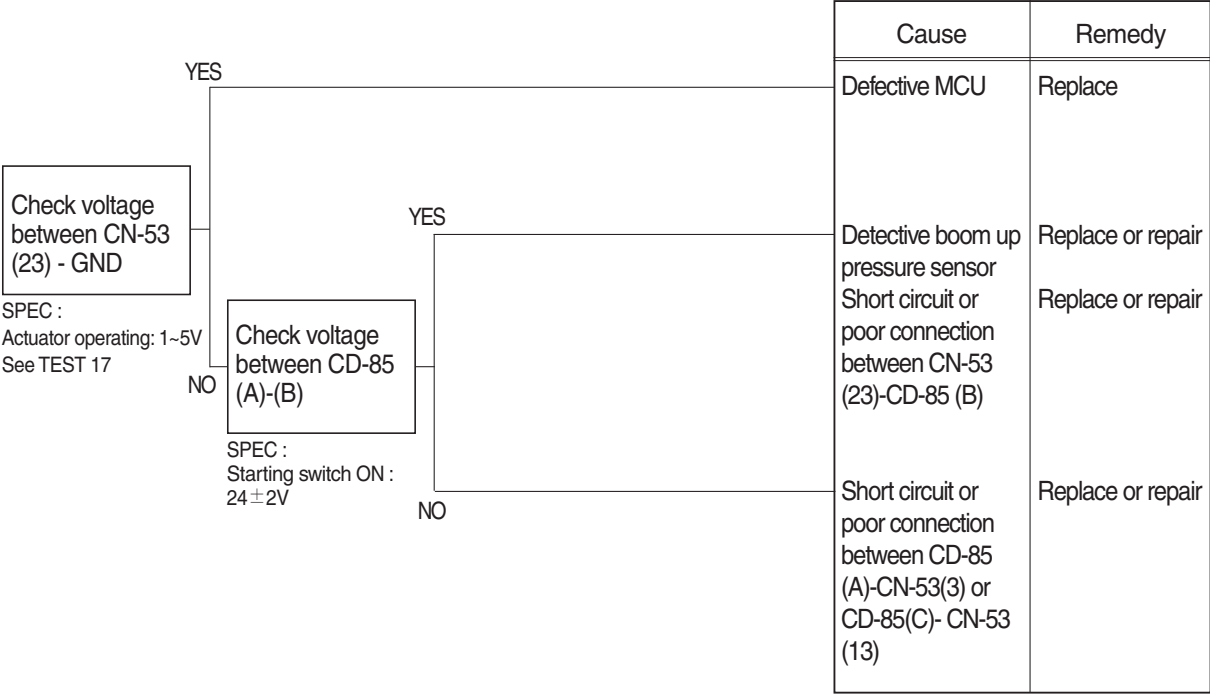 Cause
Remedy
YES
Defective MCU
Replace
Check voltage
between CN-53
(23) - GND
SPEC :
Actuator operating: 1~5V
See TEST 17
NO
YES
Detective boom up
pressure sensor
Replace or repair
Check voltage
between CD-85
(A)-(B)
SPEC :
Starting switch ON :
24±2V
Short circuit or
poor connection
between CN-53
(23)-CD-85 (B)
Replace or repair
NO
Short circuit or
poor connection
between CD-85
(A)-CN-53(3) or
CD-85(C)- CN-53
(13)
Replace or repair